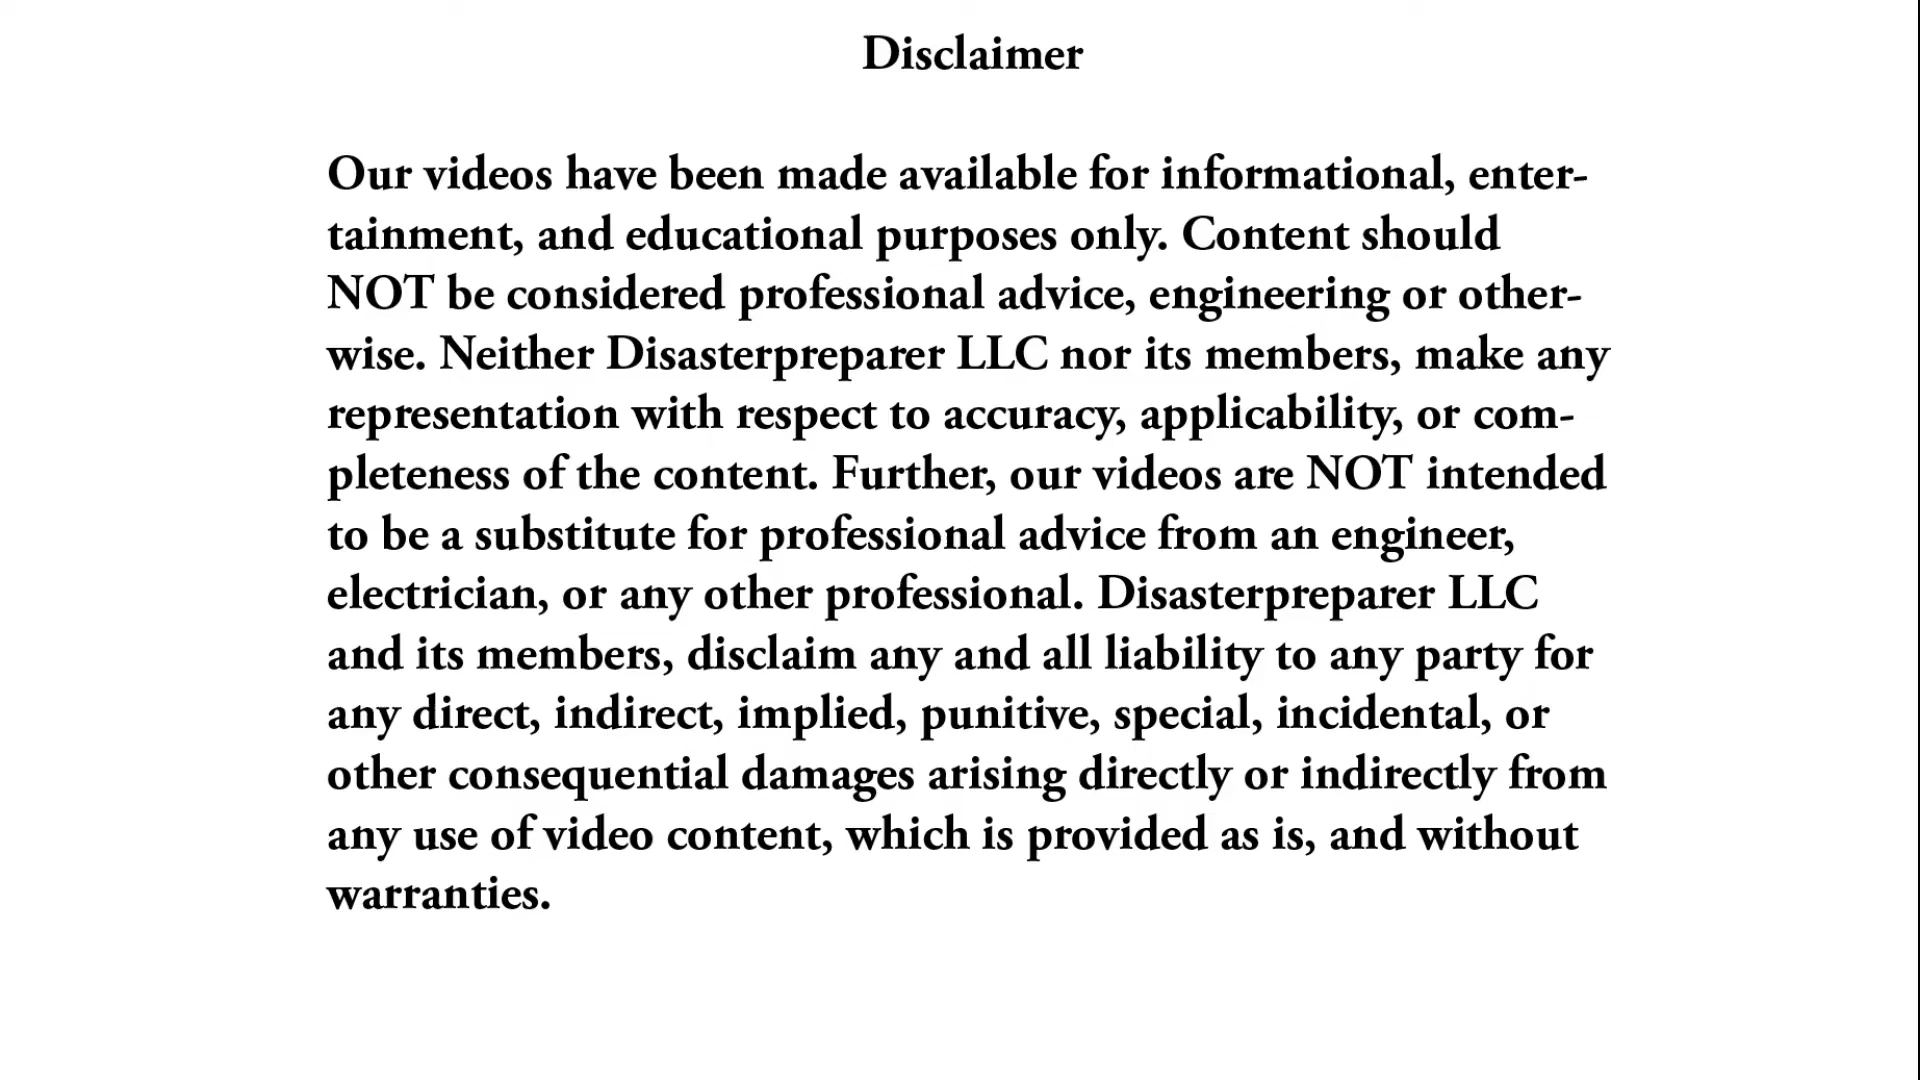 Disclaimer
Our videos have been made available for informational, enter-
tainment, and educational purposes only. Content should
NOT be considered professional advice, engineering or other-
wise. Neither Disasterpreparer LLC nor its members, make any
representation with respect to accuracy, applicability, or com-
pleteness of the content. Further, our videos are NOT intended
to be a substitute for professional advice from an engineer,
electrician, or any other professional. Disasterpreparer LLC
and its members, disclaim any and all liability to any party for
any direct, indirect, implied, punitive, special, incidental, or
other consequential damages arising directly or indirectly from
any use of video content, which is provided as is, and without
warranties.